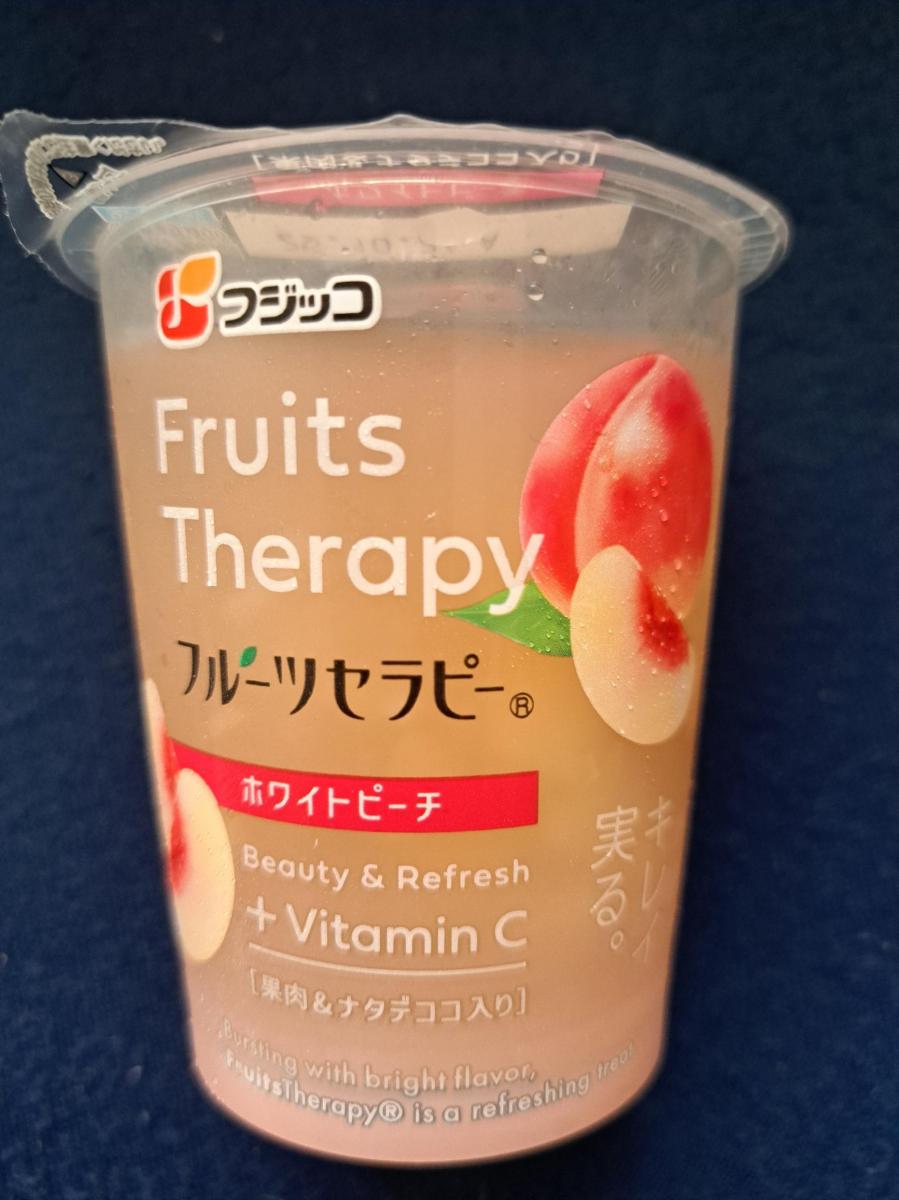 フジッコ
Fruits
Therapy
フルーツセラピー®
ホワイトピーチ
Beauty & Refresh
+ Vitamin C
[果肉&ナタデココ入り]
キレイ
実る。
Bursting with bright flavor,
FruitsTherapy® is a refreshing treat